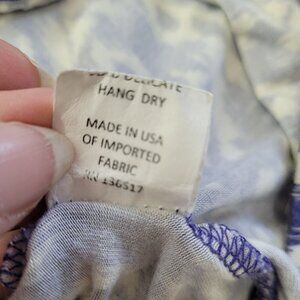 DELICATE
HANG DRY
MADE IN USA
OF IMPORTED
FABRIC
RN 136517